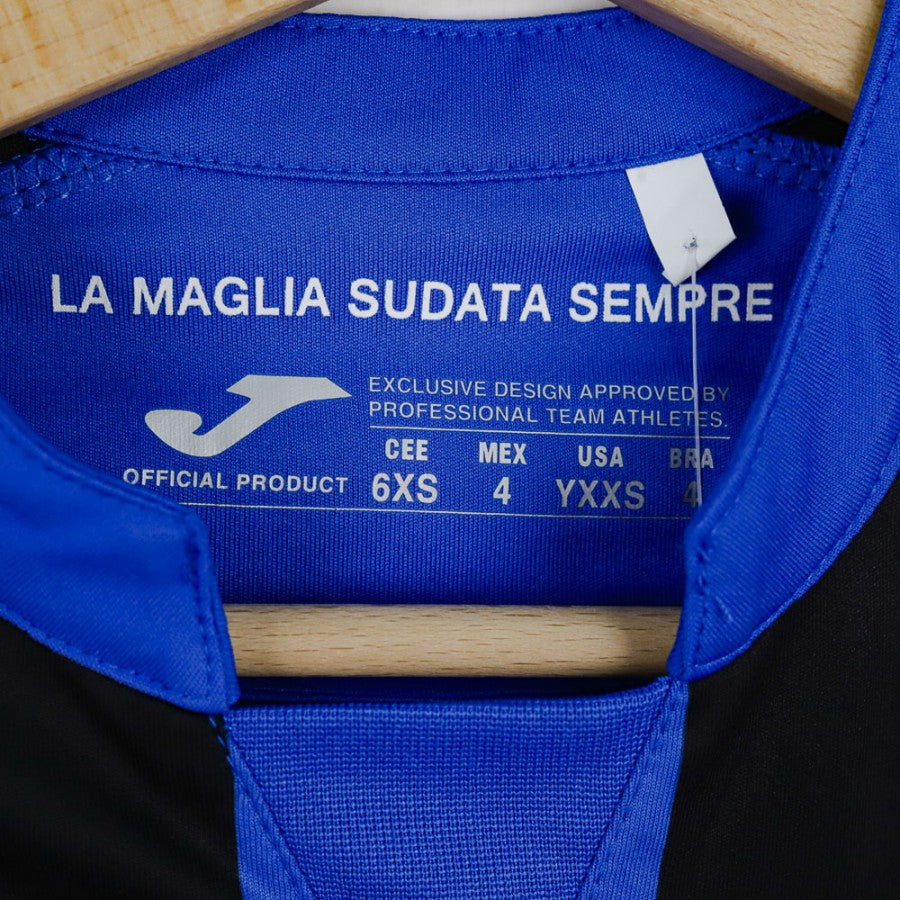 LA MAGLIA SUDATA SEMPRE
EXCLUSIVE DESIGN APPROVED BY
PROFESSIONAL TEAM ATHLETES.
OFFICIAL PRODUCT
CEE MEX USA BRA
6XS 4 YXXS 4